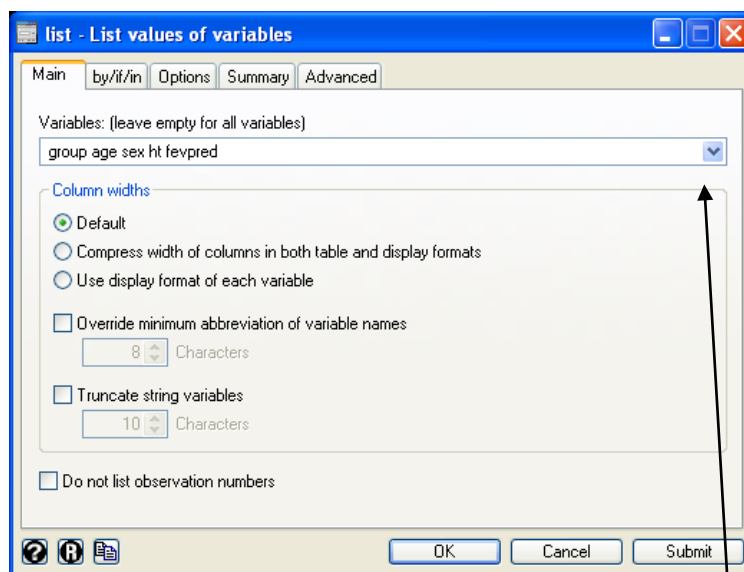 list - List values of variables
Main by/if/in Options Summary Advanced
Variables: (leave empty for all variables)
group age sex ht fevpred
Column widths
Default
Compress width of columns in both table and display formats
Use display format of each variable
Override minimum abbreviation of variable names
8 Characters
Truncate string variables
10 Characters
Do not list observation numbers
? R OK Cancel Submit